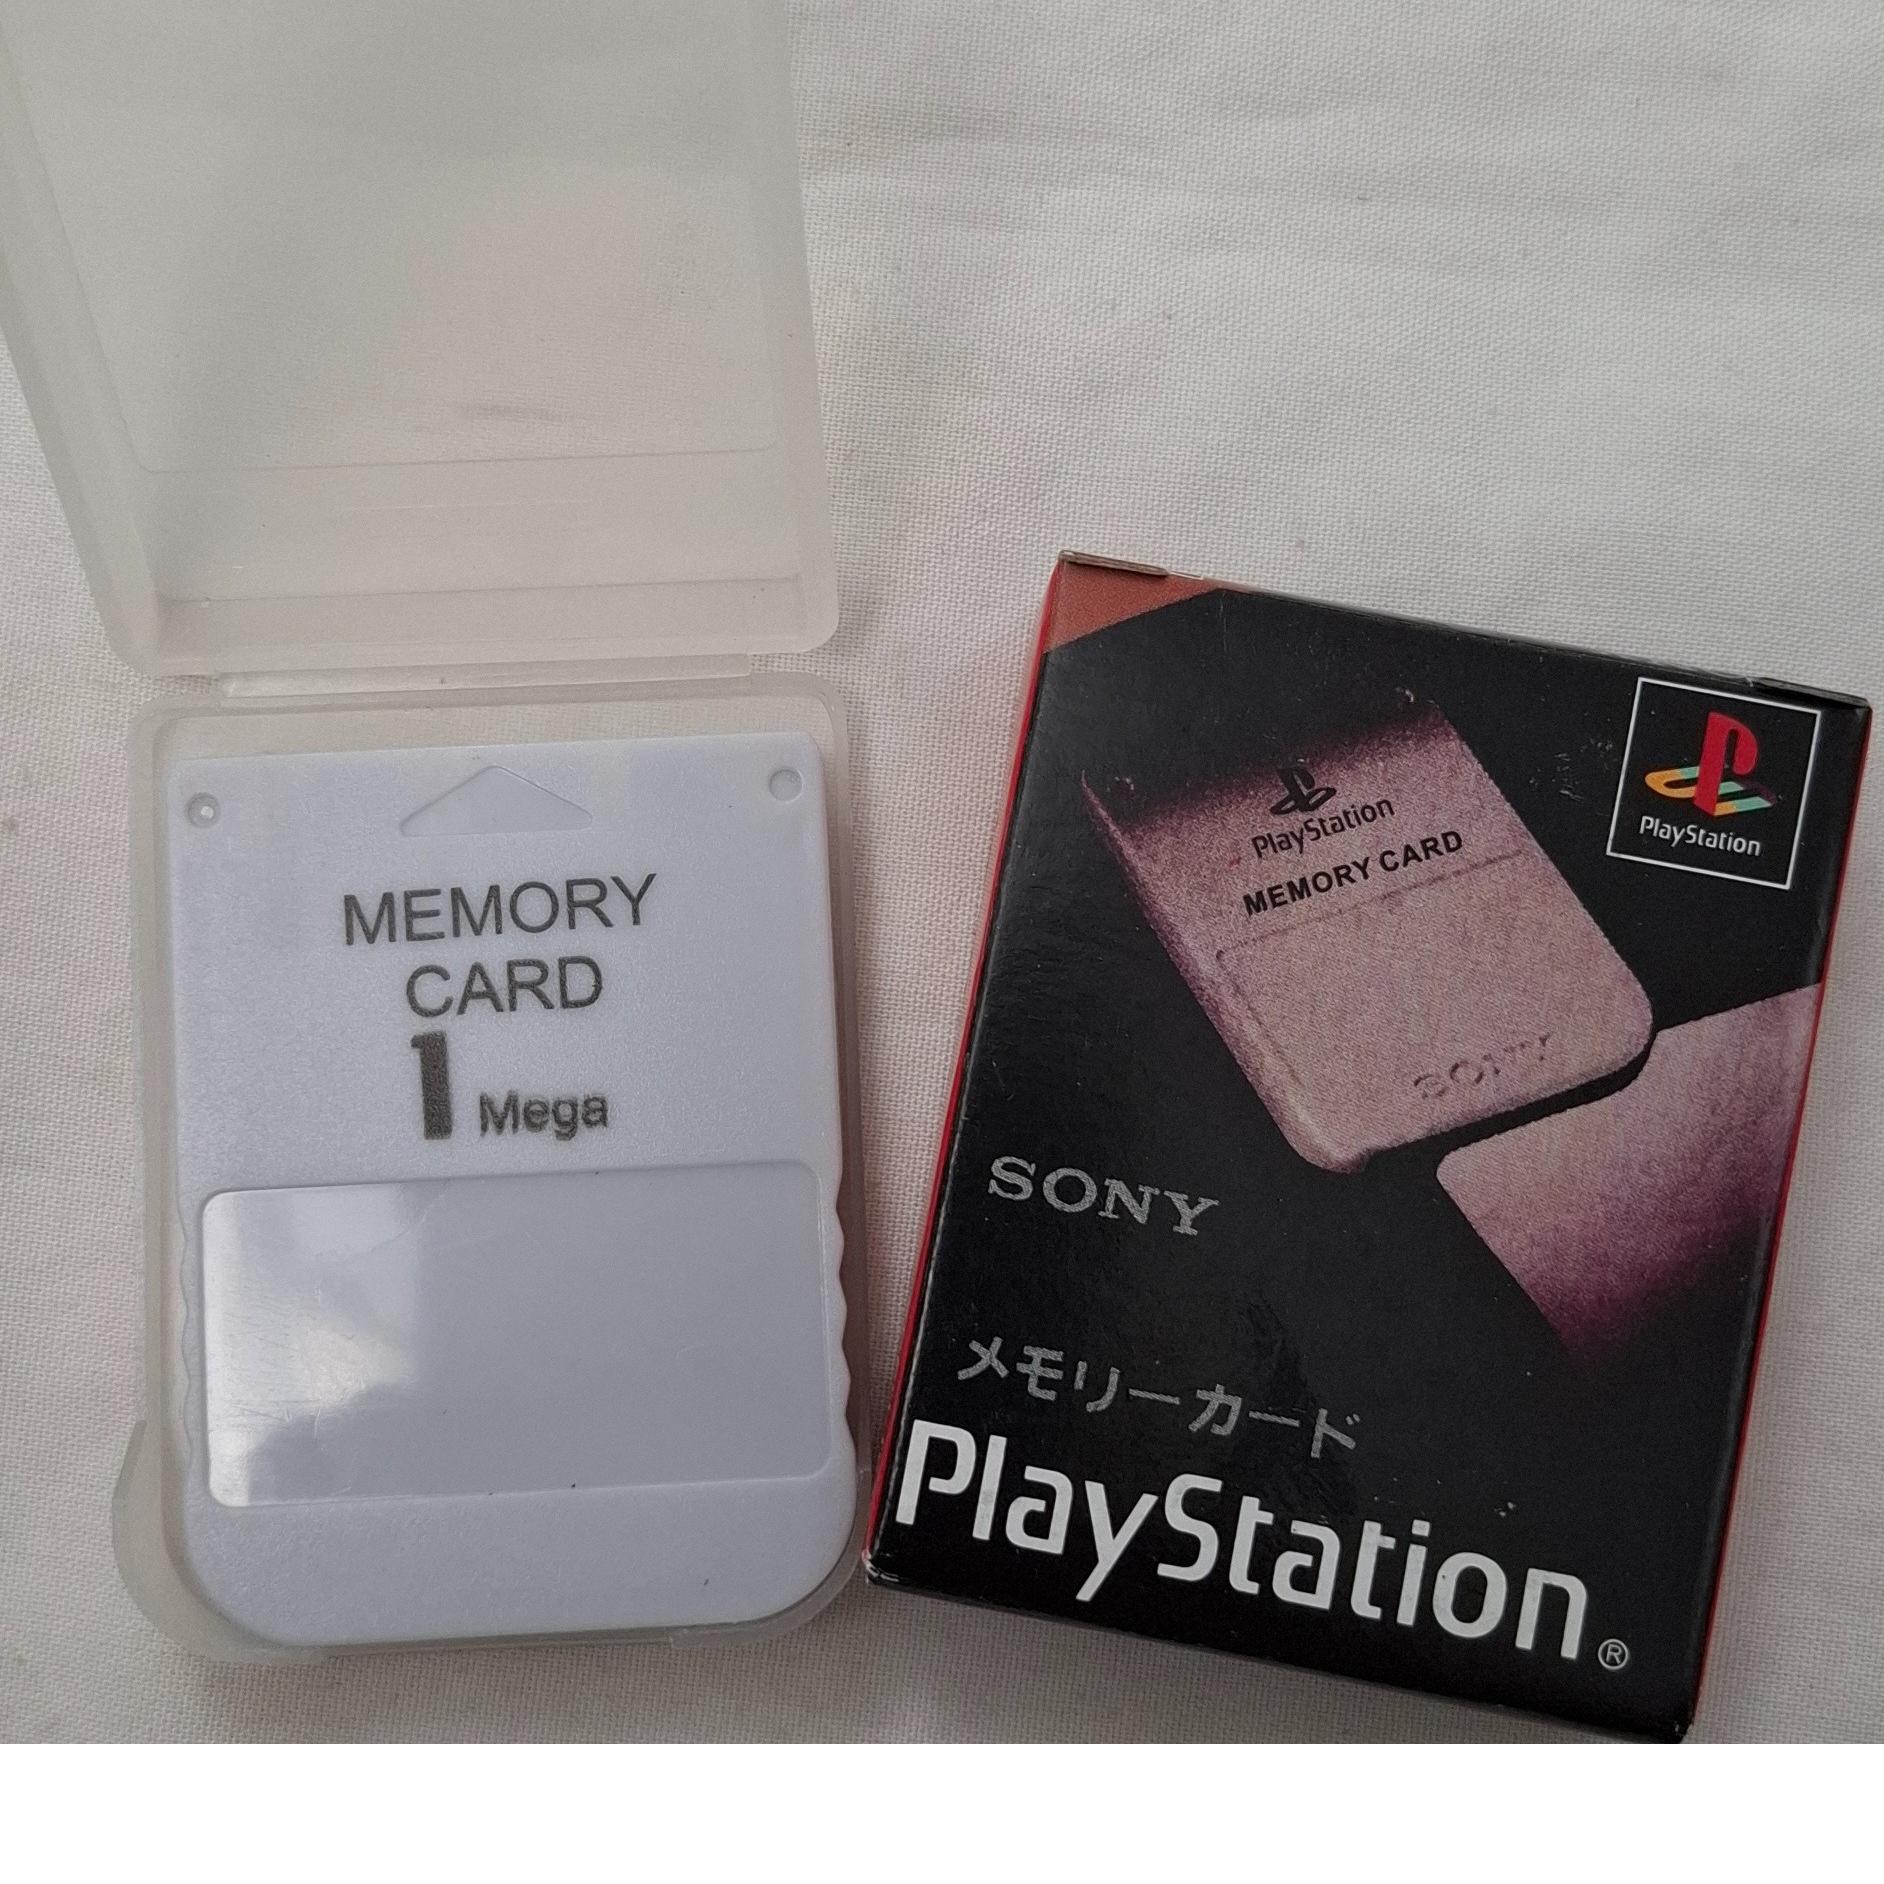 MEMORY
CARD
1 Mega
PlayStation
PlayStation
MEMORY CARD
SONY
SONY
メモリーカード
PlayStation®